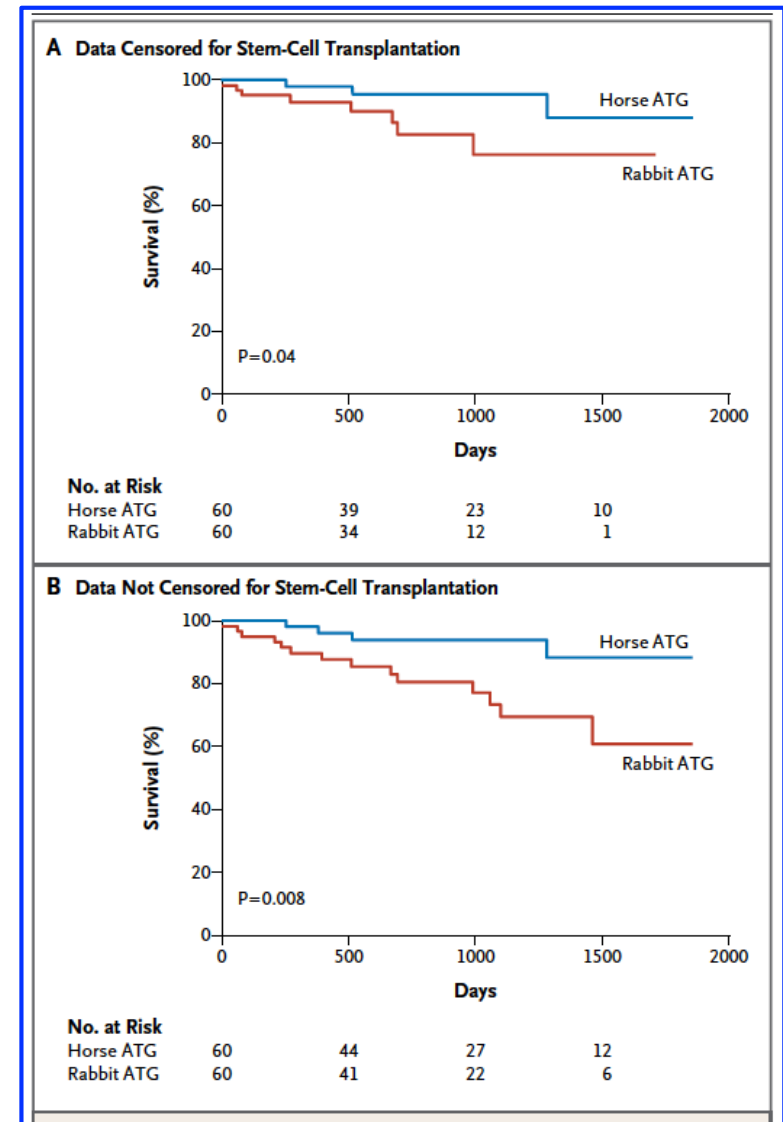 A Data Censored for Stem-Cell Transplantation
100
80
60
40
20
0
Survival (%)
Horse ATG
Rabbit ATG
P=0.04
0 500 1000 1500 2000
Days
No. at Risk
Horse ATG 60 39 23 10
Rabbit ATG 60 34 12 1
B Data Not Censored for Stem-Cell Transplantation
100
80
60
40
20
0
Survival (%)
Horse ATG
Rabbit ATG
P=0.008
0 500 1000 1500 2000
Days
No. at Risk
Horse ATG 60 44 27 12
Rabbit ATG 60 41 22 6